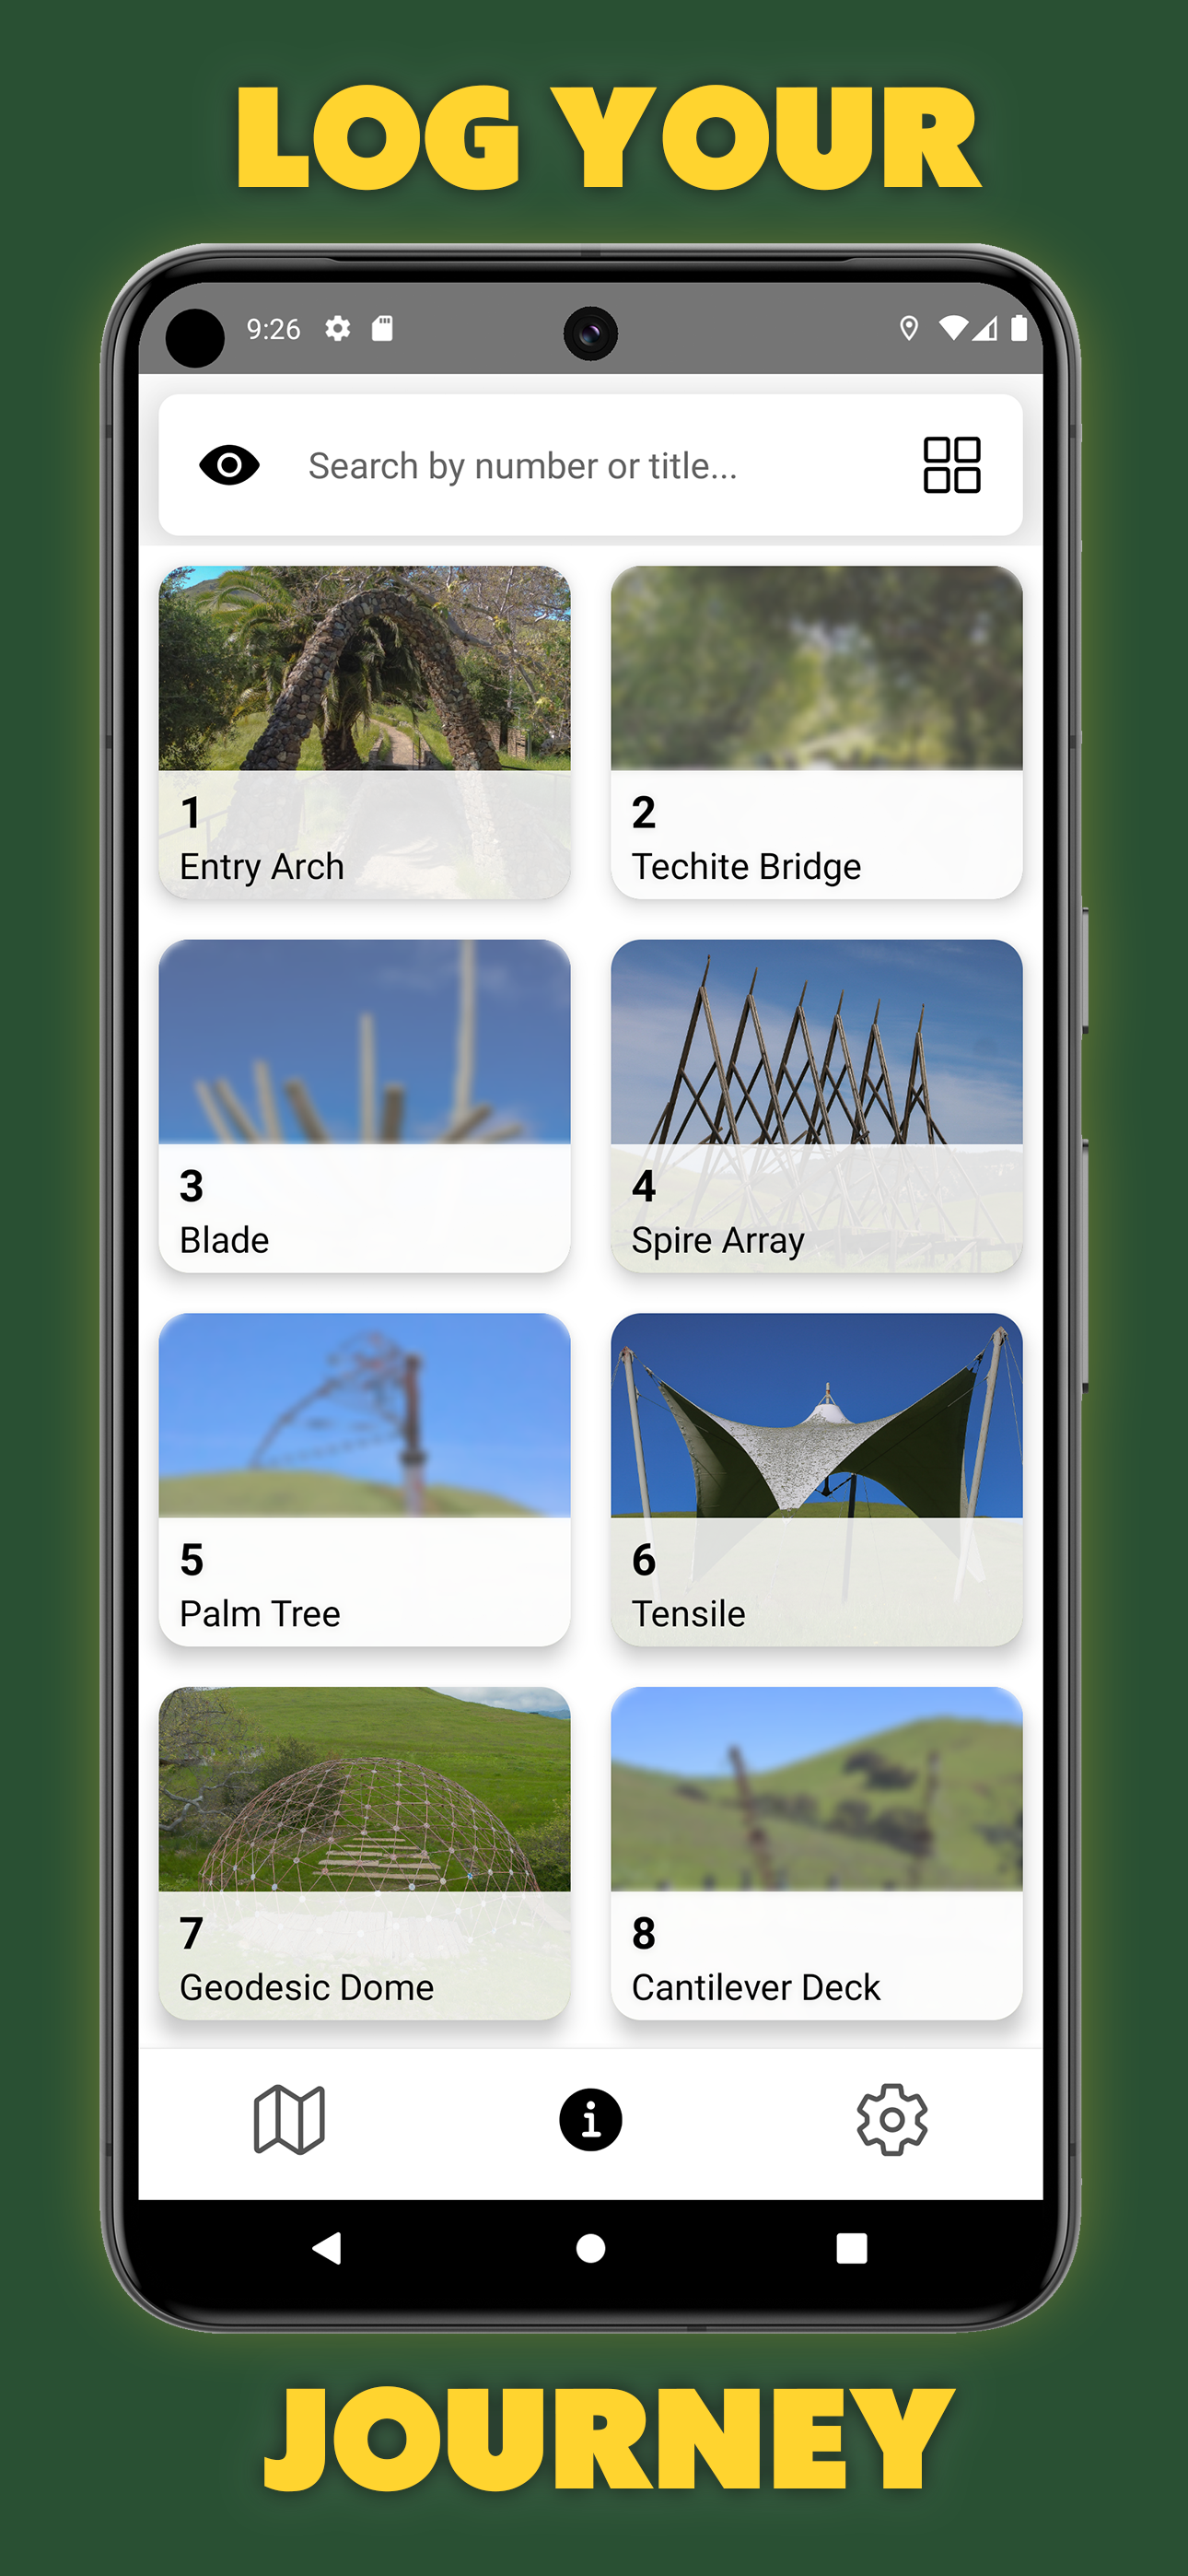 LOG YOUR
9:26
Search by number or title...
1
Entry Arch
2
Techite Bridge
3
Blade
4
Spire Array
5
Palm Tree
6
Tensile
7
Geodesic Dome
8
Cantilever Deck
JOURNEY